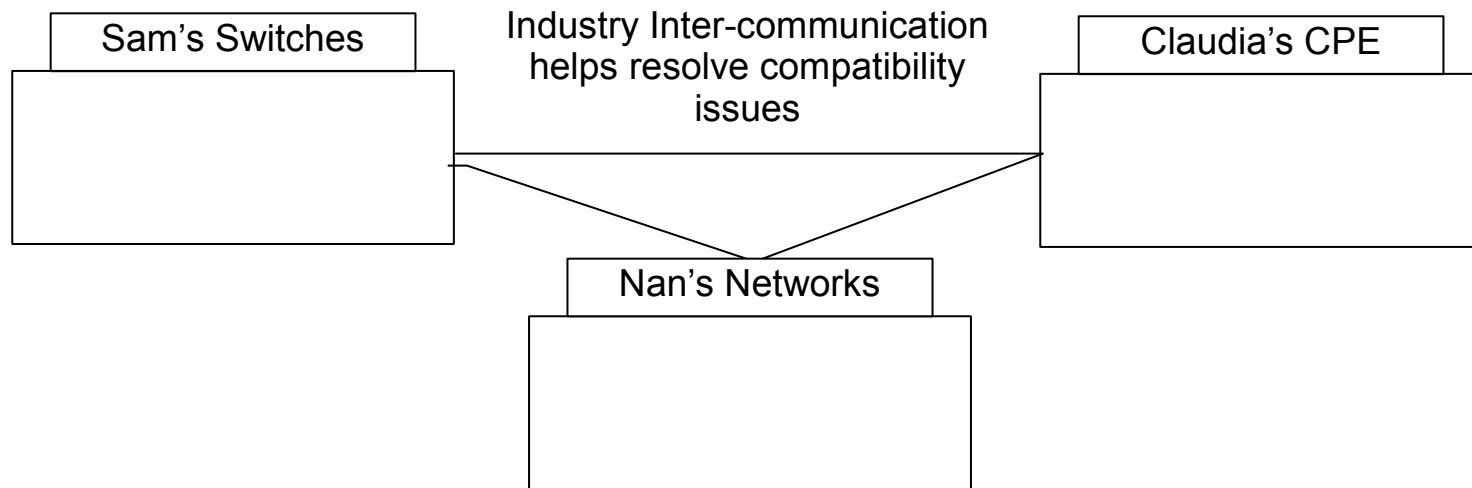 Sam’s Switches
Industry Inter-communication
helps resolve compatibility
issues
Claudia’s CPE
Nan’s Networks